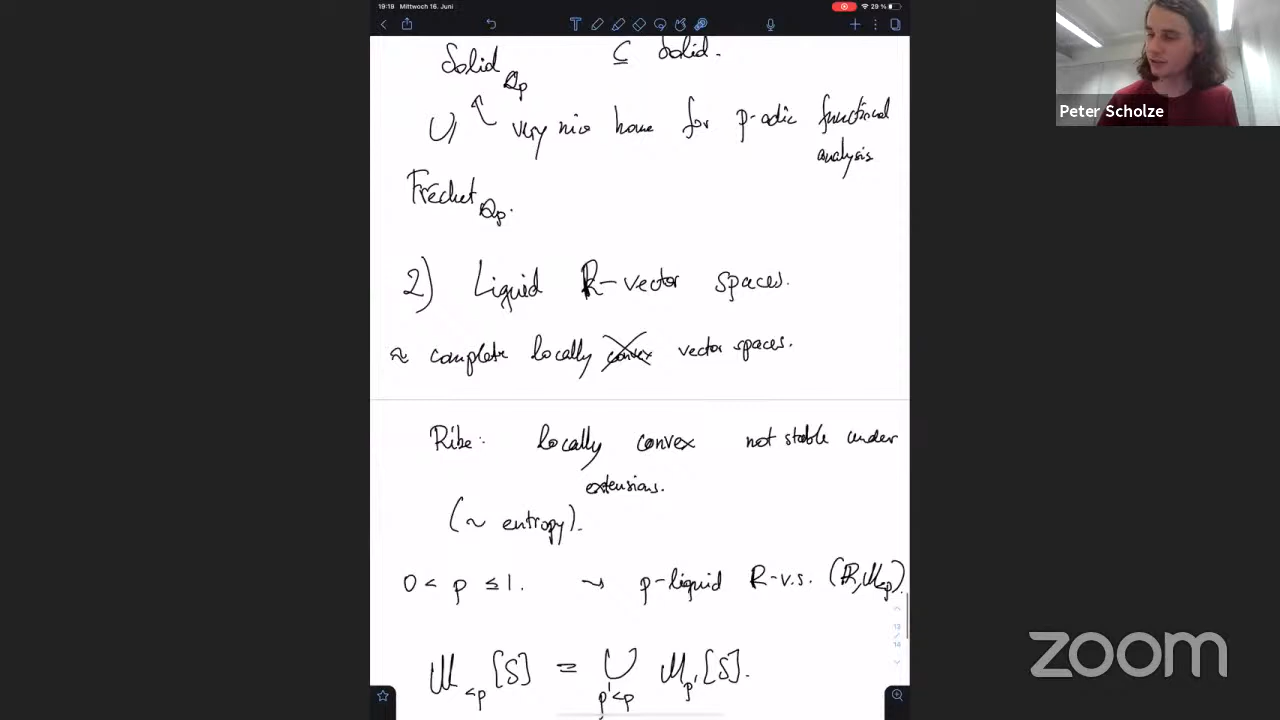 19:19 Mittwoch 16. Juni
29 %
Peter Scholze
Solid_Qp ⊆ Solid.
∪ ↖ very nice home for p-adic functional
analysis
Frechet_Qp.
2) Liquid R-vector spaces.
≈ complete locally convex vector spaces.
Ribe: locally convex not stable under
extensions.
(~ entropy).
0 < p ≤ 1. ⇝ p-liquid R-v.s. (R, M_<p).
M_<p [S] = ∪_{p'<p} M_p' [S].
13
14
zoom